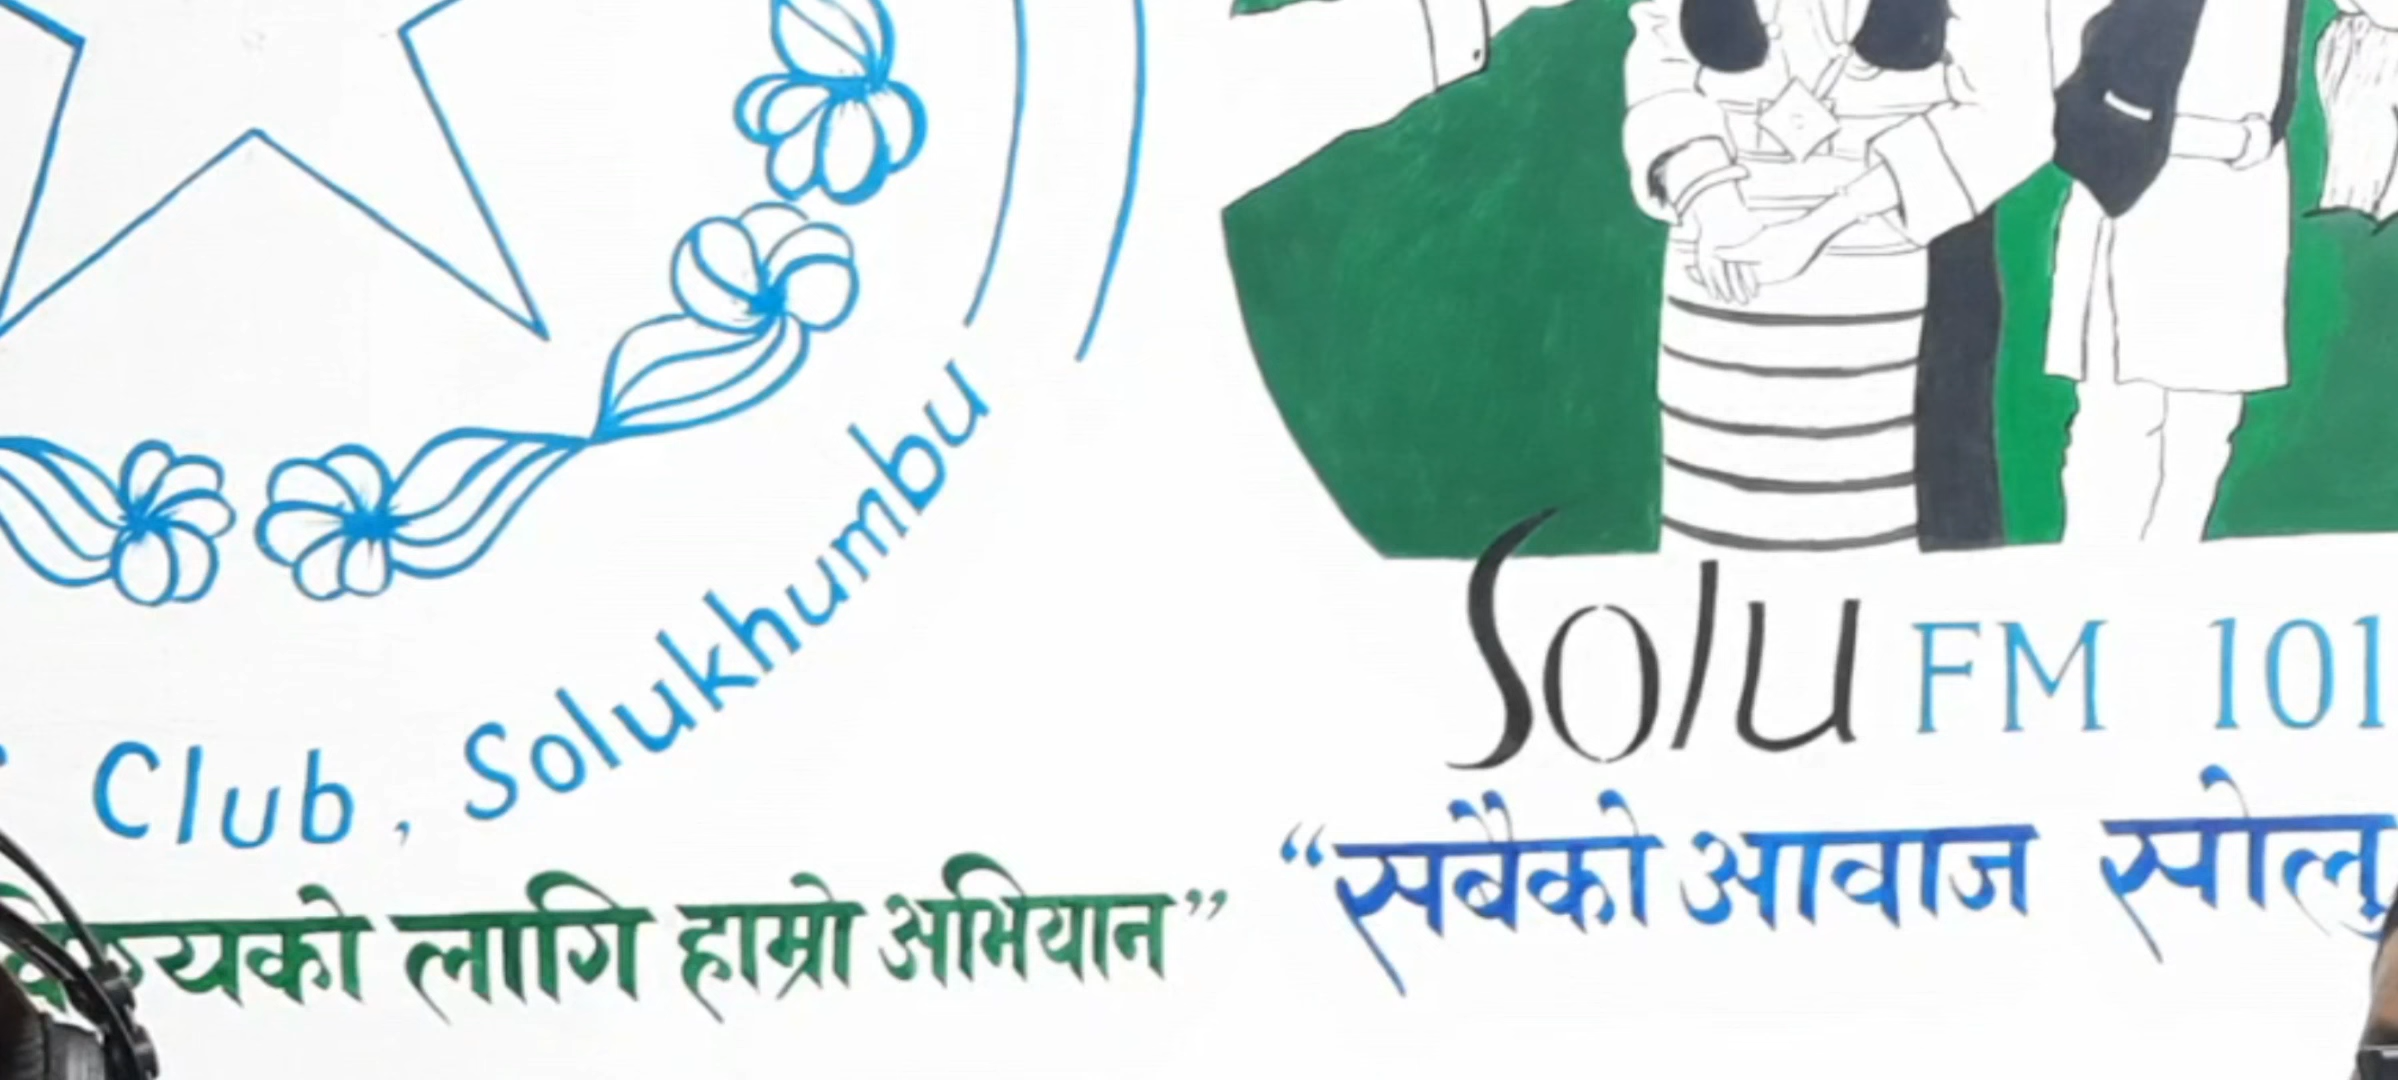 Club, Solukhumbu
लागि हाम्रो अभियान”
Solu FM 101
“सबैको आवाज सोलु